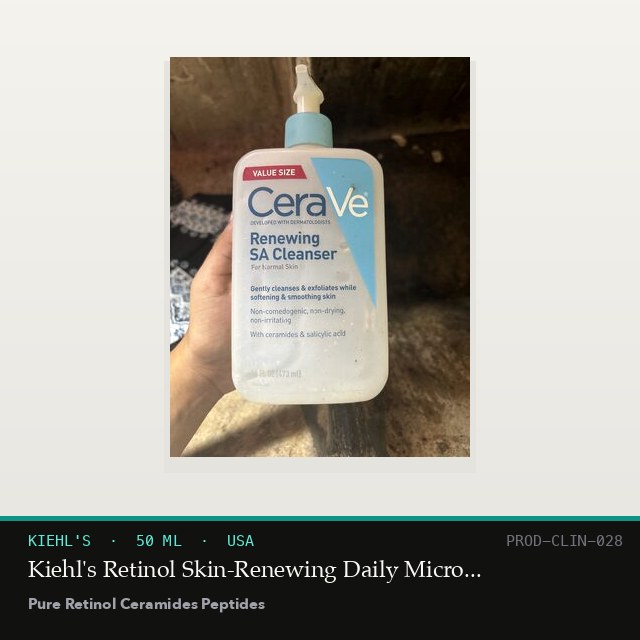 VALUE SIZE
CeraVe®
DEVELOPED WITH DERMATOLOGISTS
Renewing
SA Cleanser
For Normal Skin
Gently cleanses & exfoliates while
softening & smoothing skin
Non-comedogenic, non-drying,
non-irritating
With ceramides & salicylic acid
KIEHL'S · 50 ML · USA
PROD-CLIN-028
Kiehl's Retinol Skin-Renewing Daily Micro...
Pure Retinol Ceramides Peptides